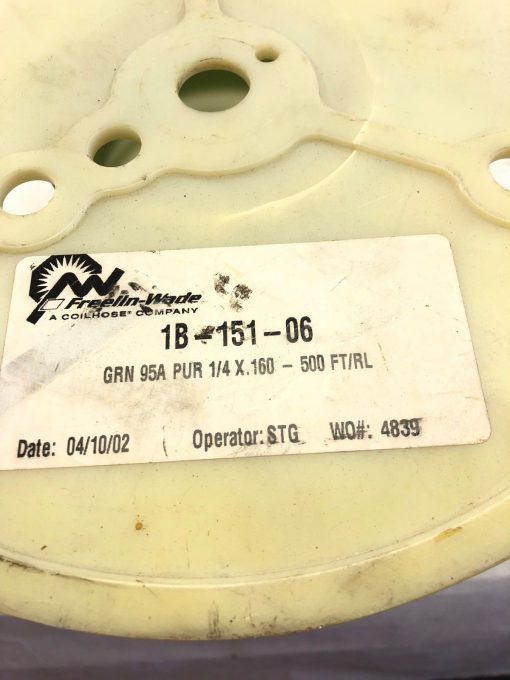 Freelin-Wade
A COILHOSE® COMPANY
1B-151-06
GRN 95A PUR 1/4 X .160 - 500 FT/RL
Date: 04/10/02 Operator: STG WO#: 4839